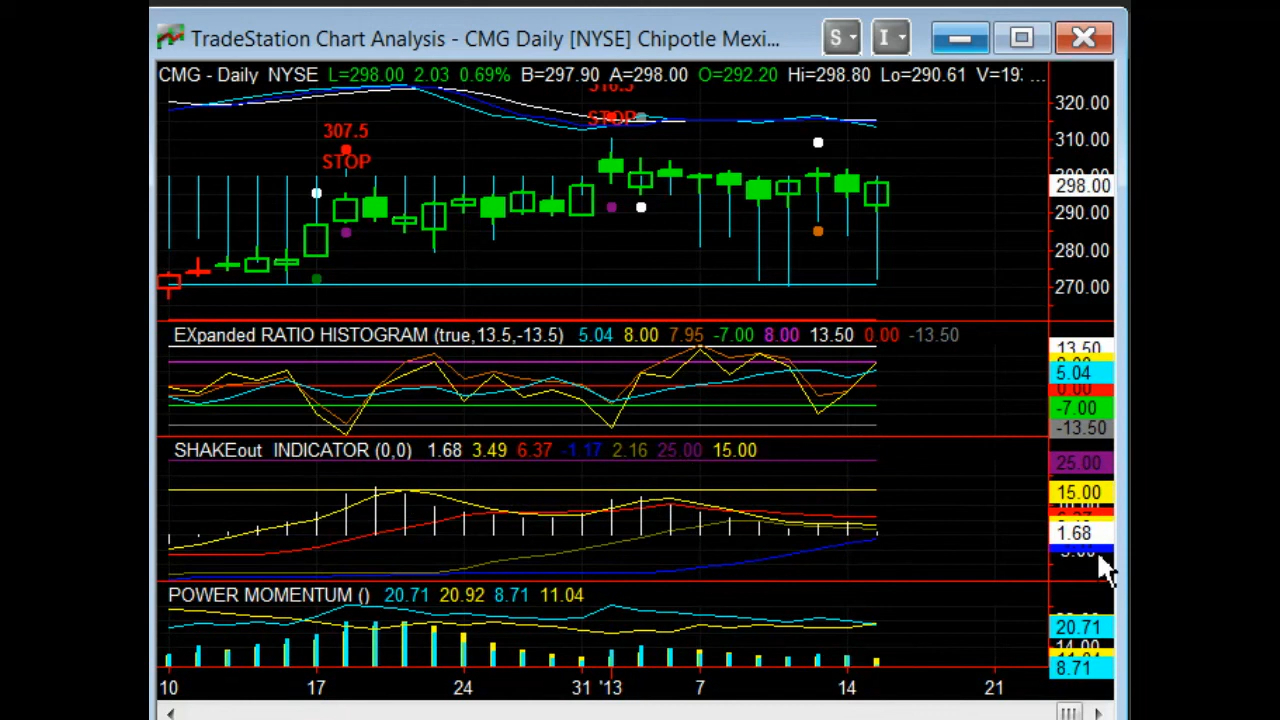 TradeStation Chart Analysis - CMG Daily [NYSE] Chipotle Mexi...
S
I
CMG - Daily NYSE L=298.00 2.03 0.69% B=297.90 A=298.00 O=292.20 Hi=298.80 Lo=290.61 V=19: ...
320.00
310.00
298.00
290.00
280.00
270.00
307.5
STOP
310.5
STOP
EXpanded RATIO HISTOGRAM (true,13.5,-13.5) 5.04 8.00 7.95 -7.00 8.00 13.50 0.00 -13.50
13.50
5.04
0.00
-7.00
-13.50
SHAKEout INDICATOR (0,0) 1.68 3.49 6.37 -1.17 2.16 25.00 15.00
25.00
15.00
1.68
POWER MOMENTUM () 20.71 20.92 8.71 11.04
20.71
14.00
8.71
10 17 24 31 '13 7 14 21